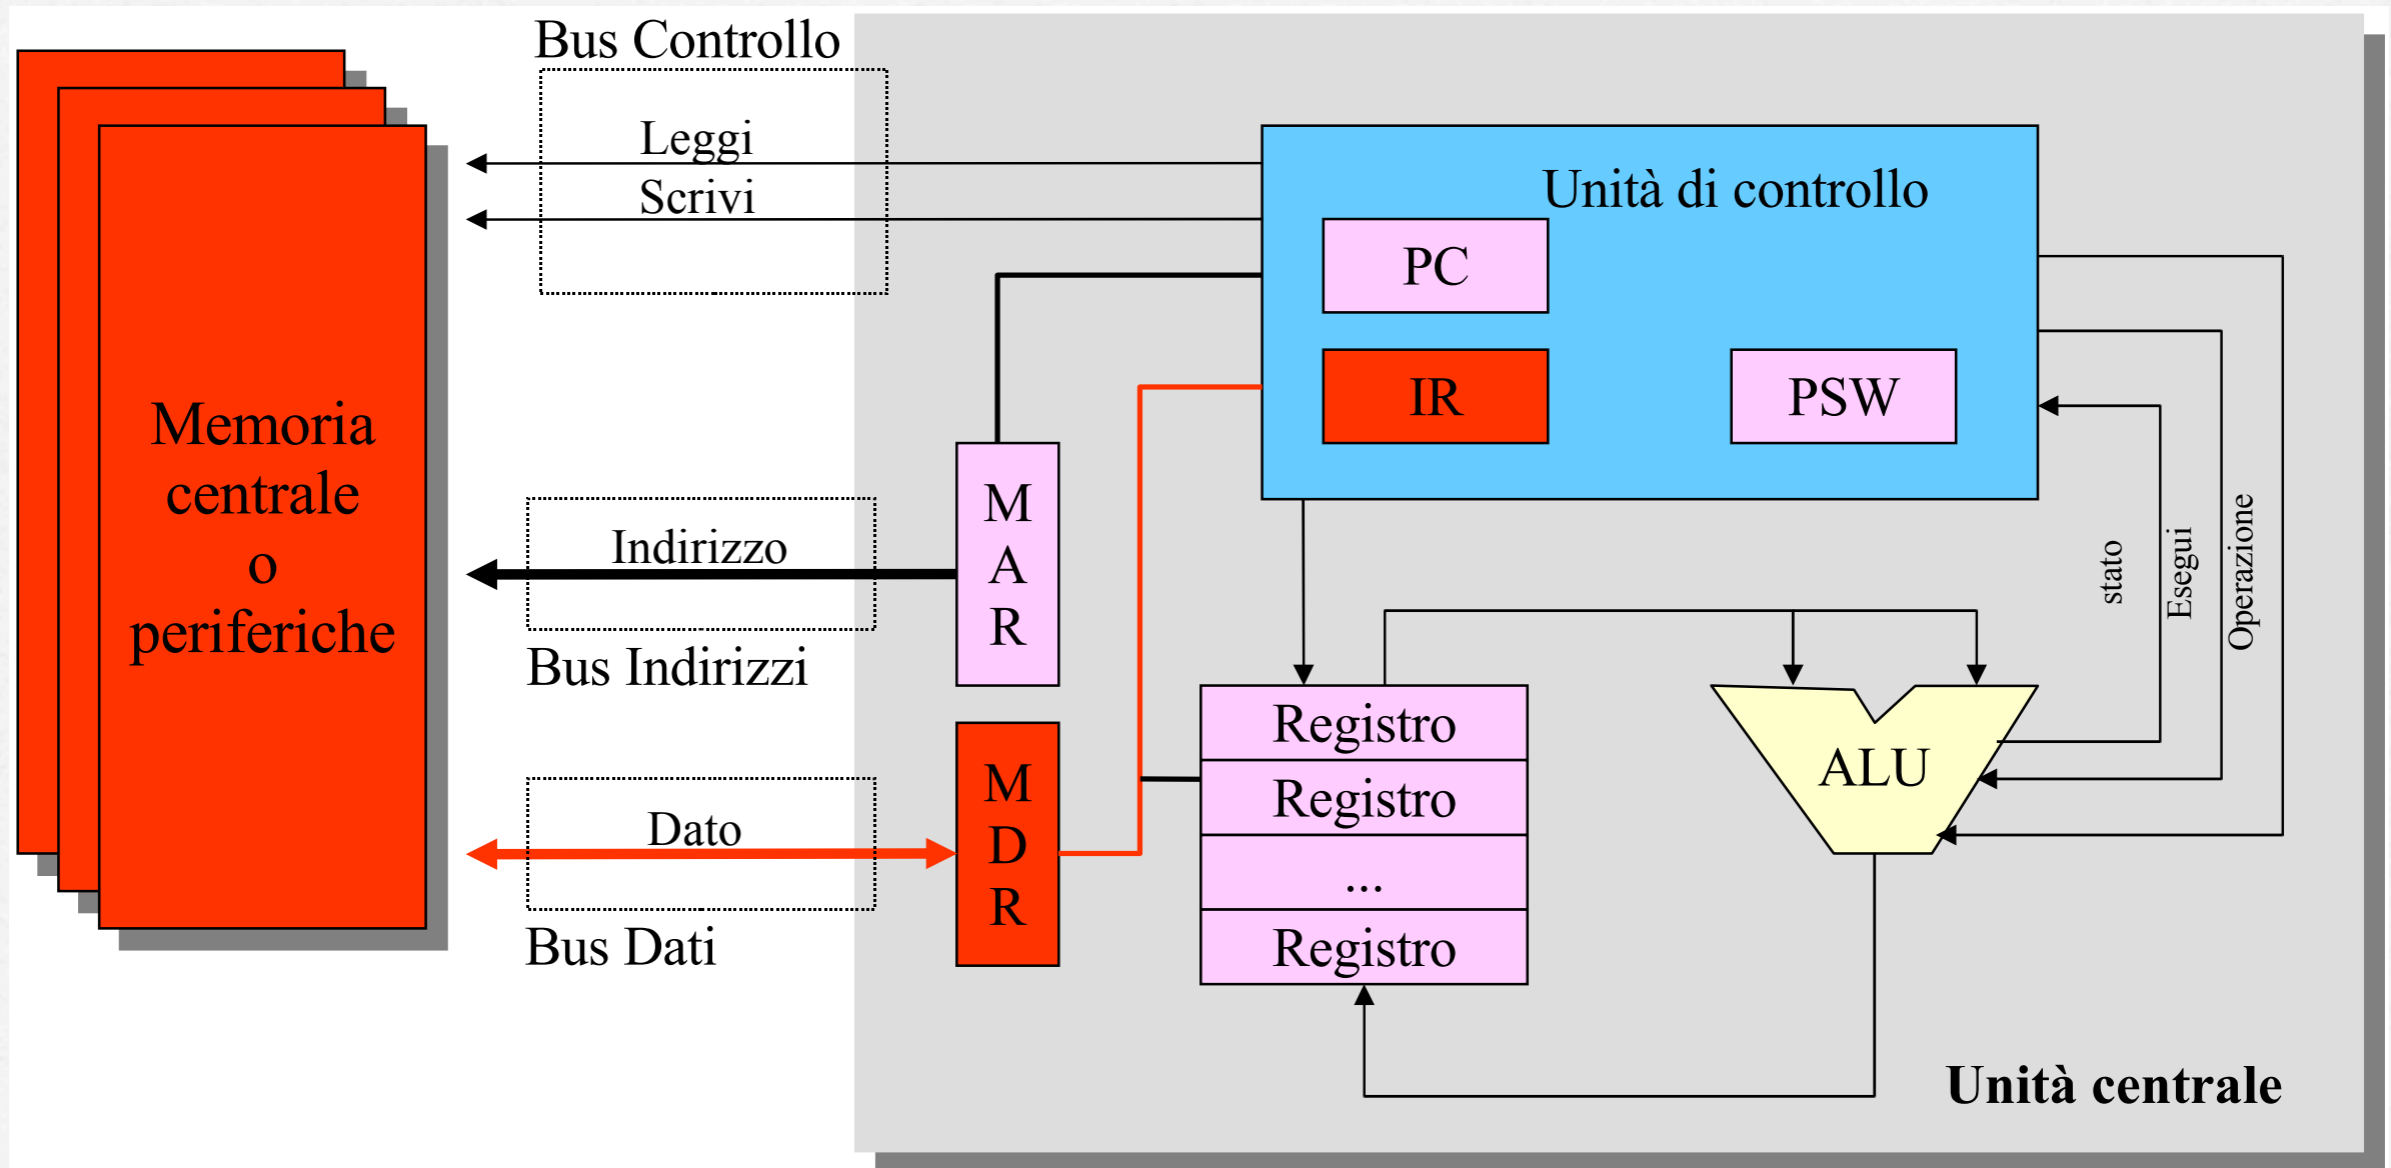 Bus Controllo
Leggi
Scrivi
Unità di controllo
PC
IR
PSW
Memoria
centrale
o
periferiche
M
A
R
Indirizzo
Bus Indirizzi
stato
Esegui
Operazione
M
D
R
Dato
Bus Dati
Registro
Registro
...
Registro
ALU
Unità centrale